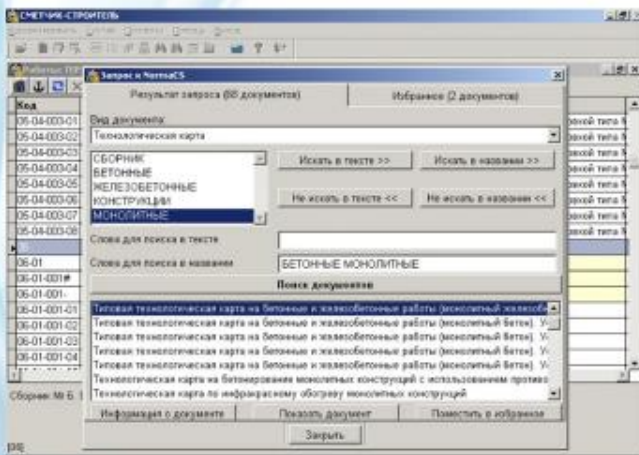 СМЕТЧИК-СТРОИТЕЛЬ
Запрос к NormaCS
Результат запроса (88 документов)
Избранное (2 документов)
Код
Вид документа:
Технологическая карта
05-04-003-01
05-04-003-02
05-04-003-03
05-04-003-04
05-04-003-05
05-04-003-06
05-04-003-07
05-04-003-08
06-01
06-01-001#
06-01-001-
06-01-001-01
06-01-001-02
06-01-001-03
06-01-001-04
СБОРНИК
БЕТОННЫЕ
ЖЕЛЕЗОБЕТОННЫЕ
КОНСТРУКЦИИ
МОНОЛИТНЫЕ
Искать в тексте >>
Искать в названии >>
Не искать в тексте <<
Не искать в названии <<
Слова для поиска в тексте
Слова для поиска в названии
БЕТОННЫЕ МОНОЛИТНЫЕ
Поиск документов
Типовая технологическая карта на бетонные и железобетонные работы (монолитный железобе
Типовая технологическая карта на бетонные и железобетонные работы (монолитный бетон). У
Типовая технологическая карта на бетонные и железобетонные работы (монолитный бетон). У
Типовая технологическая карта на бетонные и железобетонные работы (монолитный бетон). У
Типовая технологическая карта на бетонные и железобетонные работы (монолитный бетон). У
Технологическая карта на бетонирование монолитных конструкций с использованием противо
Технологическая карта по инфракрасному обогреву монолитных конструкций
Сборник № 6.
Информация о документе
Показать документ
Поместить в избранное
Закрыть